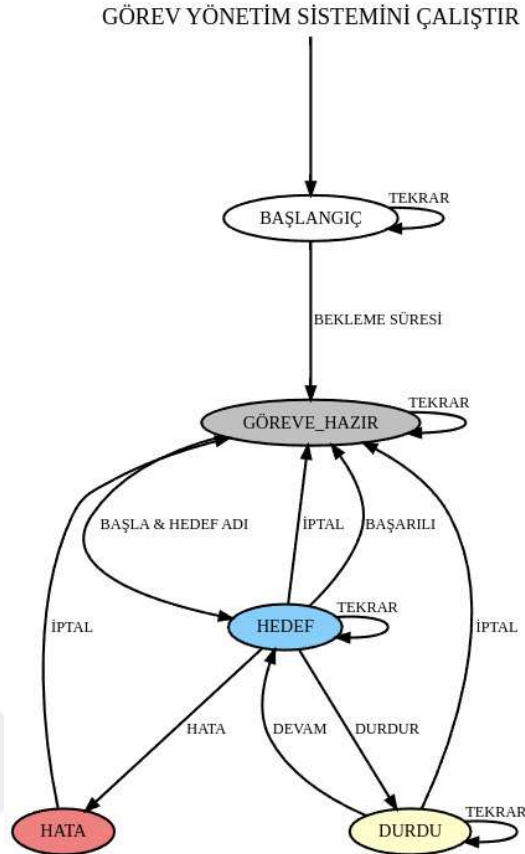 GÖREV YÖNETİM SİSTEMİNİ ÇALIŞTIR
TEKRAR
BAŞLANGIÇ
BEKLEME SÜRESİ
TEKRAR
GÖREVE_HAZIR
BAŞLA & HEDEF ADI
İPTAL
BAŞARILI
TEKRAR
HEDEF
İPTAL
İPTAL
HATA
DEVAM
DURDUR
TEKRAR
HATA
DURDU